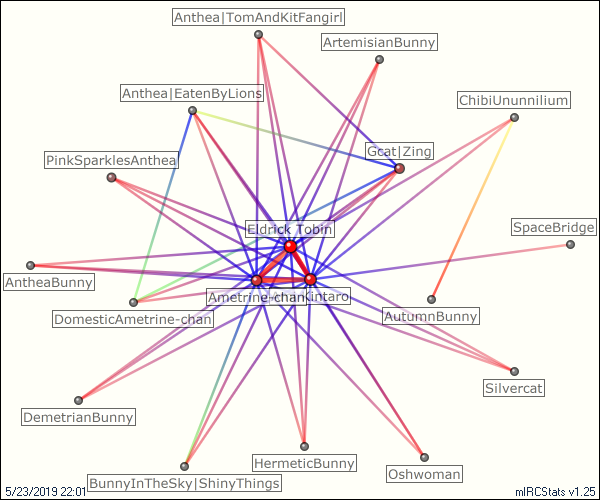 Anthea|TomAndKitFangirl
ArtemisianBunny
Anthea|EatenByLions
ChibiUnunnilium
Gcat|Zing
PinkSparklesAnthea
Eldrick Tobin
SpaceBridge
AntheaBunny
Ametrine-chan
intaro
DomesticAmetrine-chan
AutumnBunny
Silvercat
DemetrianBunny
HermeticBunny
Oshwoman
BunnyInTheSky|ShinyThings
5/23/2019 22:01
mIRCStats v1.25